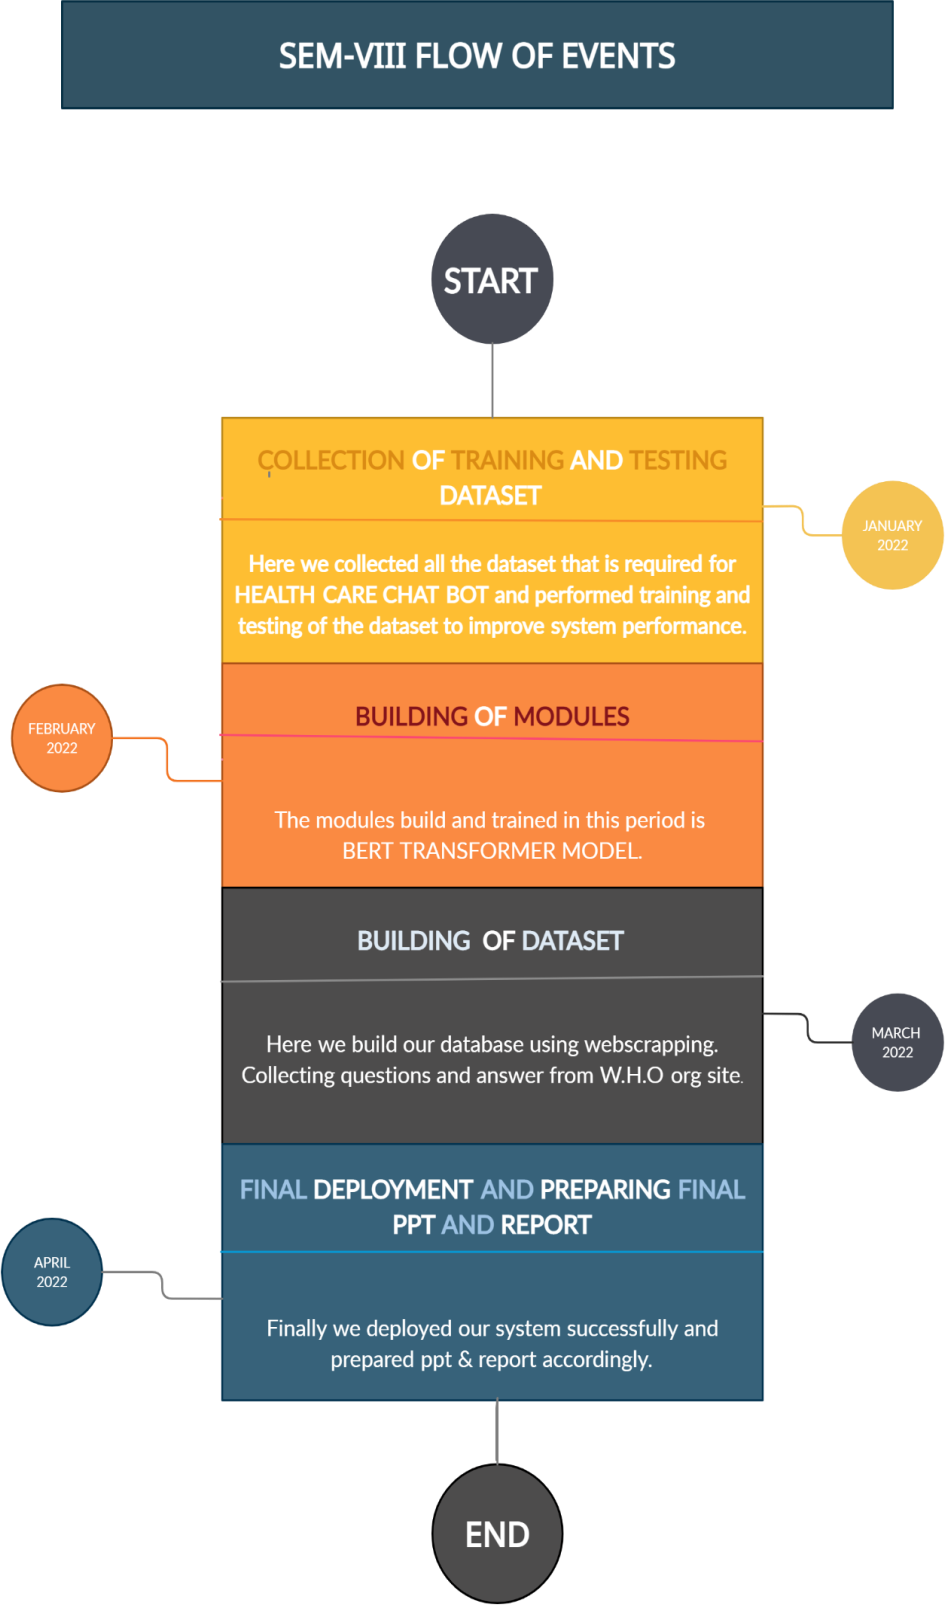 SEM-VIII FLOW OF EVENTS
START
COLLECTION OF TRAINING AND TESTING
DATASET
JANUARY
2022
Here we collected all the dataset that is required for
HEALTH CARE CHAT BOT and performed training and
testing of the dataset to improve system performance.
BUILDING OF MODULES
FEBRUARY
2022
The modules build and trained in this period is
BERT TRANSFORMER MODEL.
BUILDING OF DATASET
MARCH
2022
Here we build our database using webscrapping.
Collecting questions and answer from W.H.O org site.
FINAL DEPLOYMENT AND PREPARING FINAL
PPT AND REPORT
APRIL
2022
Finally we deployed our system successfully and
prepared ppt & report accordingly.
END